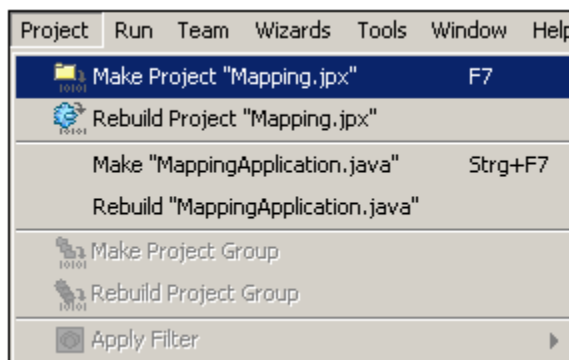 Project Run Team Wizards Tools Window Help
Make Project "Mapping.jpx" F7
Rebuild Project "Mapping.jpx"
Make "MappingApplication.java" Strg+F7
Rebuild "MappingApplication.java"
Make Project Group
Rebuild Project Group
Apply Filter